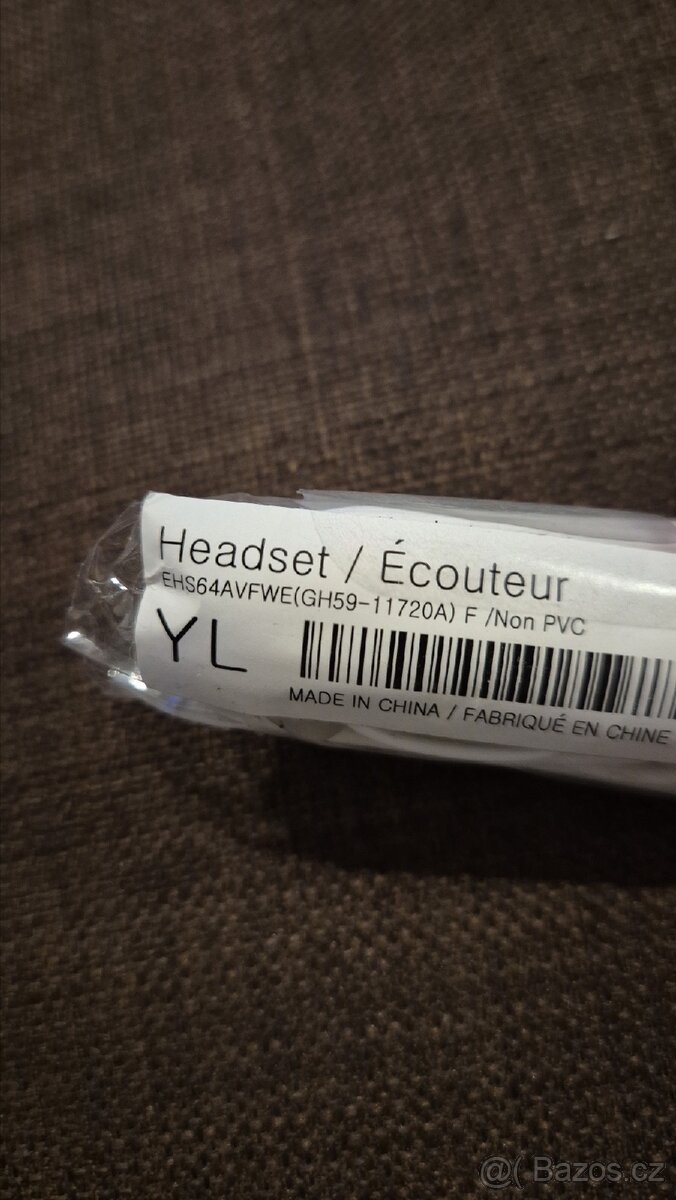 Headset / Écouteur
EHS64AVFWE(GH59-11720A) F /Non PVC
YL
MADE IN CHINA / FABRIQUÉ EN CHINE
@( Bazos.cz